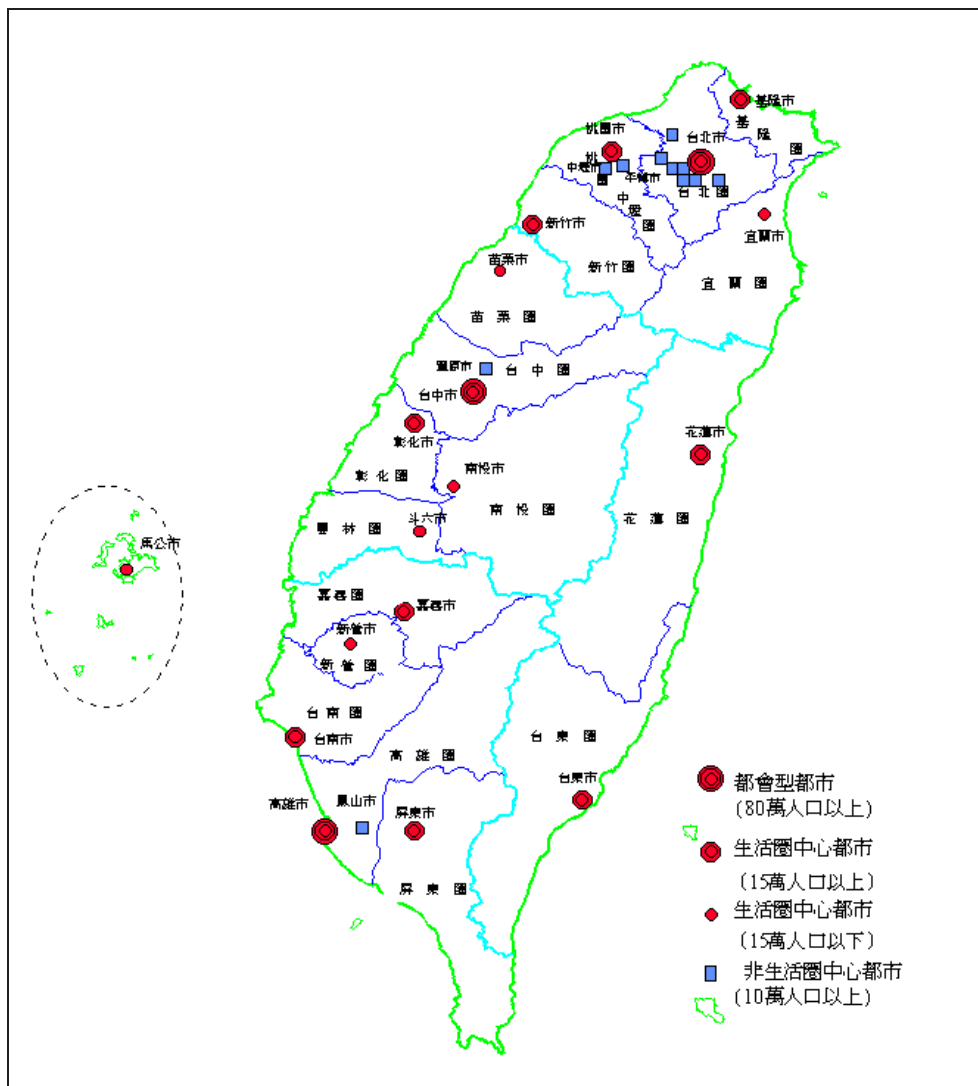 基隆市
基
隆
圈
桃園市
台北市
桃
中壢市
園
平鎮市
台北圈
中
壢
圈
宜蘭市
新竹市
新竹圈
宜蘭圈
苗栗市
苗栗圈
豐原市
台中圈
台中市
彰化市
花蓮市
彰化圈
南投市
南投圈
花蓮圈
斗六市
雲林圈
馬公市
嘉義圈
嘉義市
新營市
新營圈
台南圈
台南市
高雄圈
台東圈
台東市
高雄市
鳳山市
屏東市
屏東圈
都會型都市
(80萬人口以上)
生活圈中心都市
(15萬人口以上)
生活圈中心都市
(15萬人口以下)
非生活圈中心都市
(10萬人口以上)